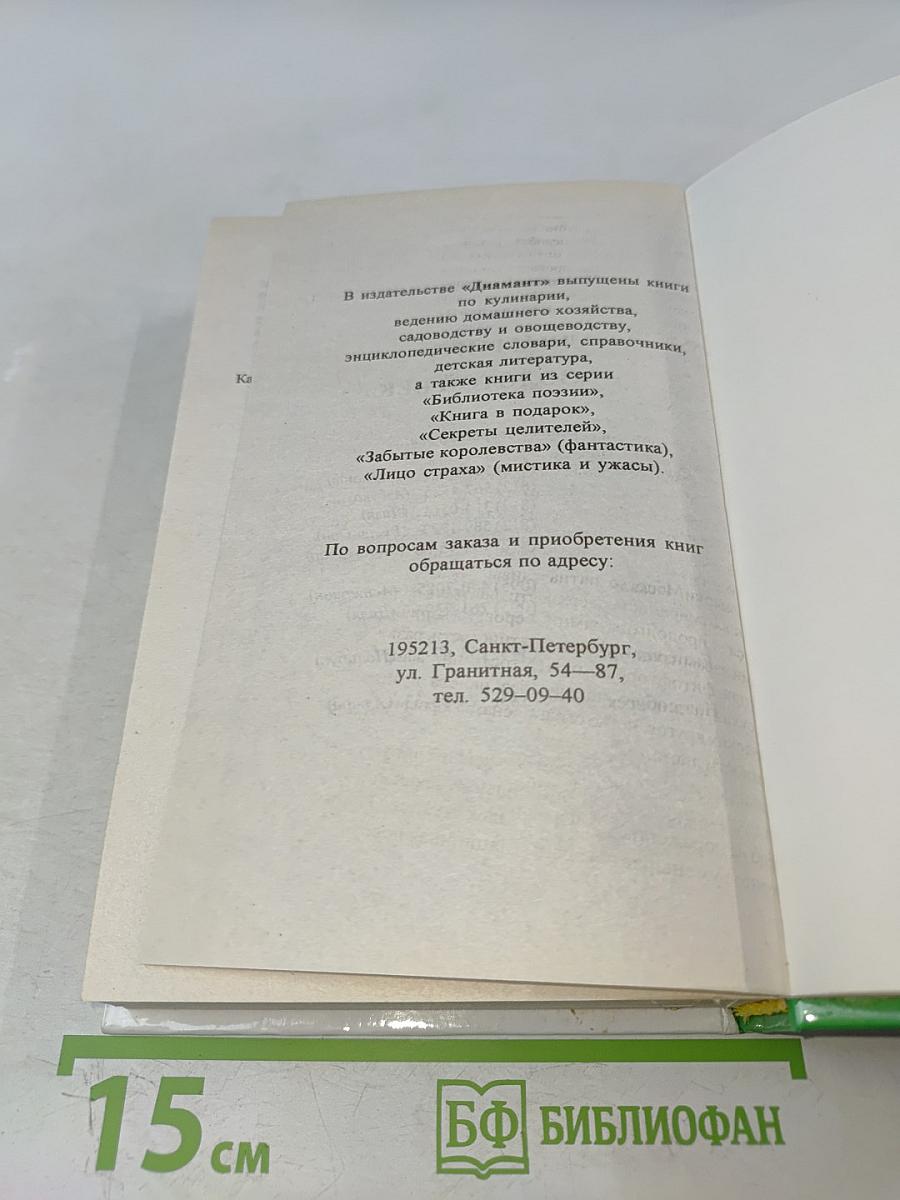 В издательстве «Диамант» выпущены книги
по кулинарии,
ведению домашнего хозяйства,
садоводству и овощеводству,
энциклопедические словари, справочники,
детская литература,
а также книги из серии
«Библиотека поэзии»,
«Книга в подарок»,
«Секреты целителей»,
«Забытые королевства» (фантастика),
«Лицо страха» (мистика и ужасы).
Ка
По вопросам заказа и приобретения книг
обращаться по адресу:
195213, Санкт-Петербург,
ул. Гранитная, 54—87,
тел. 529–09–40
15 см
БФ БИБЛИОФАН